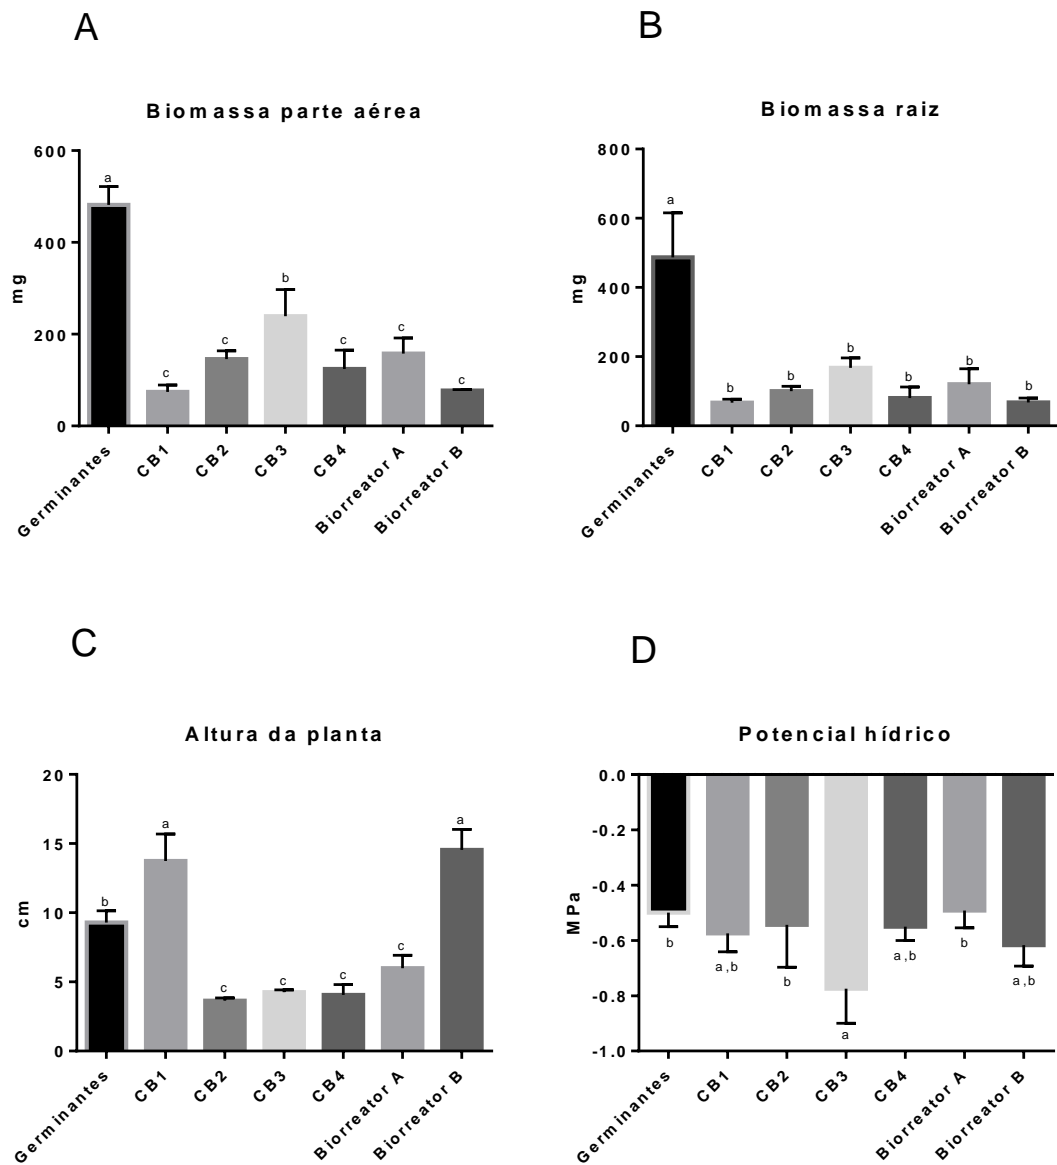 A
Biomassa parte aérea
mg
600
400
200
0
a
c
c
b
c
c
c
Germinantes
CB1
CB2
CB3
CB4
Biorreator A
Biorreator B
B
Biomassa raiz
mg
800
600
400
200
0
a
b
b
b
b
b
b
Germinantes
CB1
CB2
CB3
CB4
Biorreator A
Biorreator B
C
Altura da planta
cm
20
15
10
5
0
b
a
c
c
c
c
a
Germinantes
CB1
CB2
CB3
CB4
Biorreator A
Biorreator B
D
Potencial hídrico
MPa
0.0
-0.2
-0.4
-0.6
-0.8
-1.0
b
a,b
b
a
a,b
b
a,b
Germinantes
CB1
CB2
CB3
CB4
Biorreator A
Biorreator B